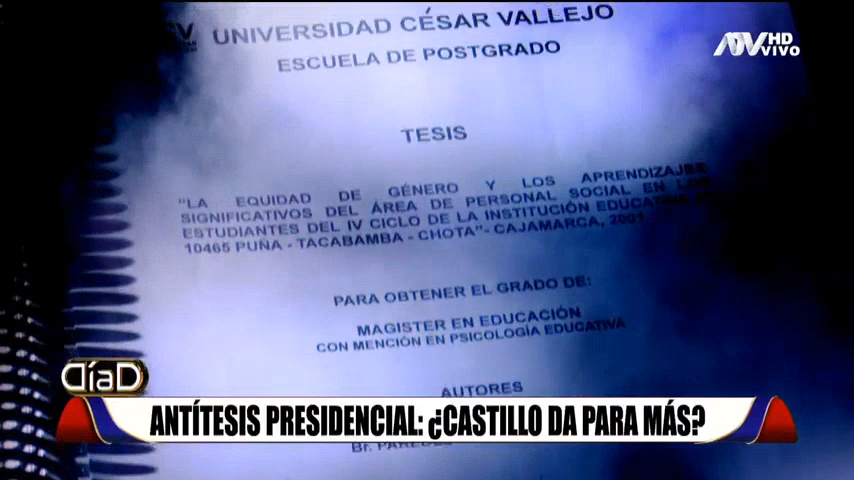 UNIVERSIDAD CÉSAR VALLEJO
ESCUELA DE POSTGRADO
ATV HD
VIVO
TESIS
"LA EQUIDAD DE GÉNERO Y LOS APRENDIZAJES
SIGNIFICATIVOS DEL ÁREA DE PERSONAL SOCIAL EN LOS
ESTUDIANTES DEL IV CICLO DE LA INSTITUCIÓN EDUCATIVA
10465 PUÑA - TACABAMBA - CHOTA"- CAJAMARCA,
PARA OBTENER EL GRADO DE:
MAGISTER EN EDUCACIÓN
CON MENCIÓN EN PSICOLOGÍA EDUCATIVA
AUTORES
DíaD
ANTÍTESIS PRESIDENCIAL: ¿CASTILLO DA PARA MÁS?
Br.